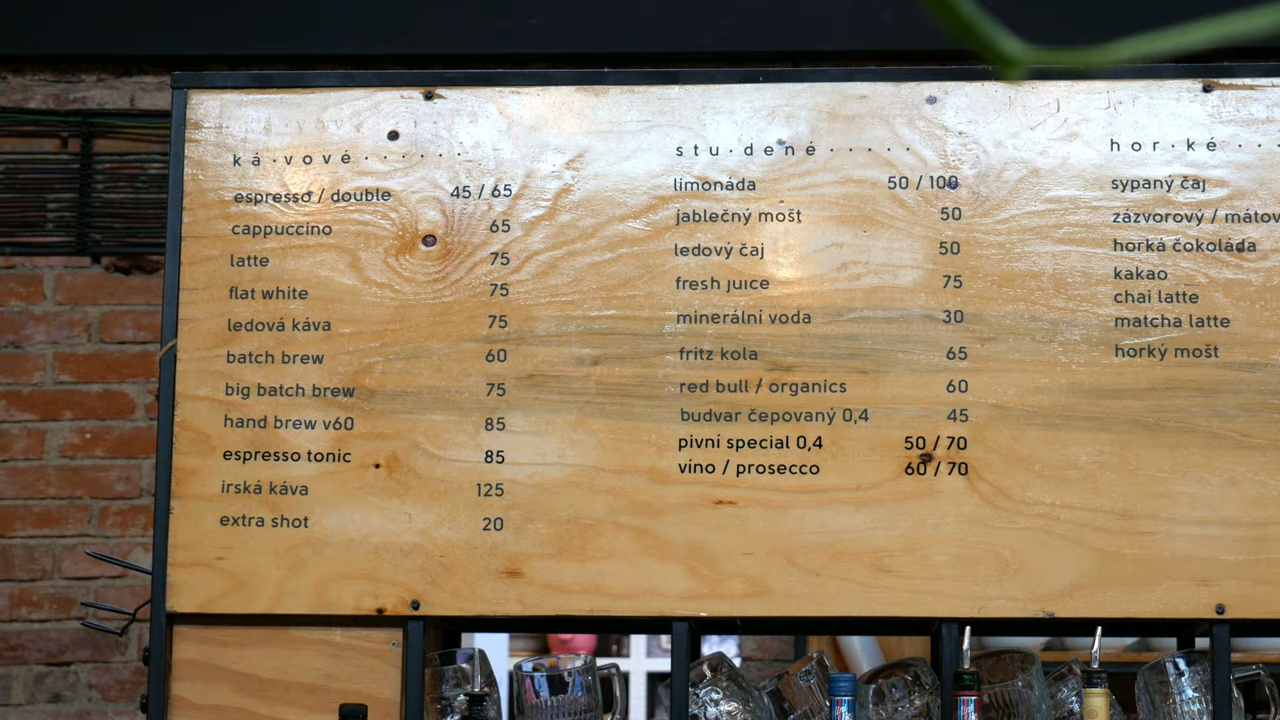 ká·vové······
espresso / double 45 / 65
cappuccino 65
latte 75
flat white 75
ledová káva 75
batch brew 60
big batch brew 75
hand brew v60 85
espresso tonic 85
irská káva 125
extra shot 20
stu·dené·····
limonáda 50 / 100
jablečný mošt 50
ledový čaj 50
fresh juice 75
minerální voda 30
fritz kola 65
red bull / organics 60
budvar čepovaný 0,4 45
pivní special 0,4 50 / 70
víno / prosecco 60 / 70
hor·ké···
sypaný čaj
zázvorový / mátov
horká čokoláda
kakao
chai latte
matcha latte
horký mošt